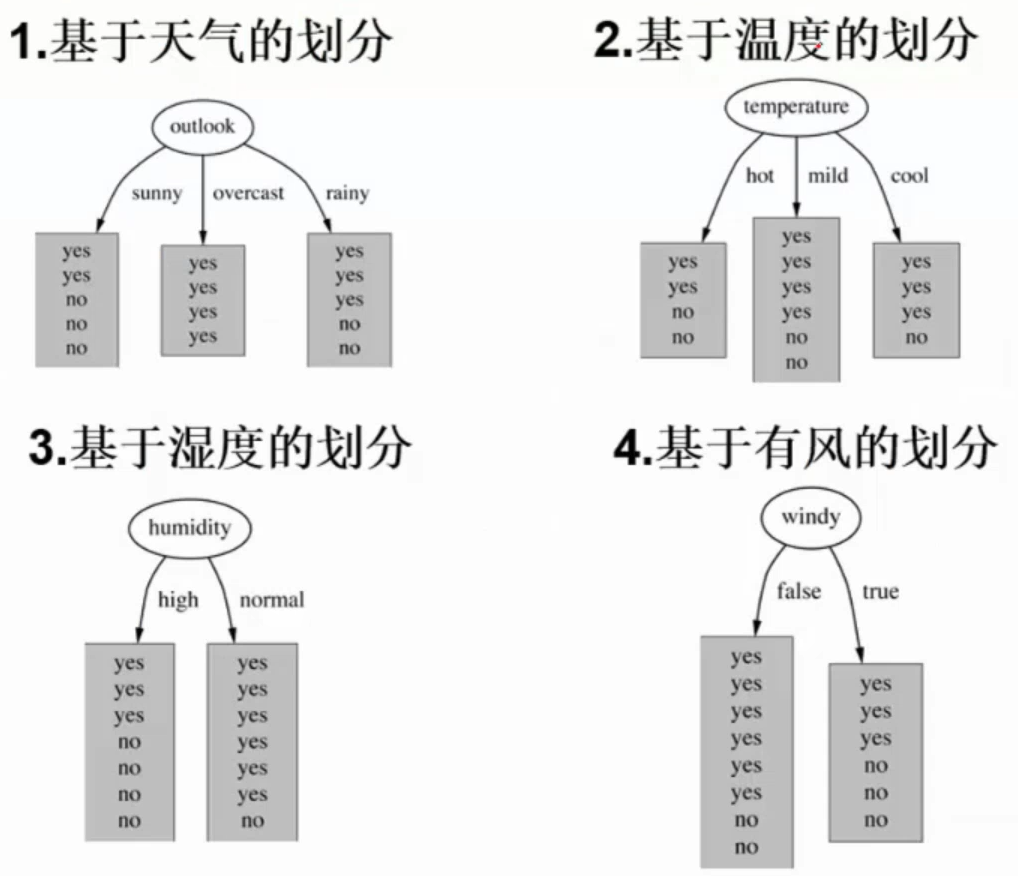 1.基于天气的划分
outlook
sunny
overcast
rainy
yes
yes
no
no
no
yes
yes
yes
yes
yes
yes
yes
no
no
2.基于温度的划分
temperature
hot
mild
cool
yes
yes
no
no
yes
yes
yes
yes
no
no
yes
yes
yes
no
3.基于湿度的划分
humidity
high
normal
yes
yes
yes
no
no
no
no
yes
yes
yes
yes
yes
yes
no
4.基于有风的划分
windy
false
true
yes
yes
yes
yes
yes
yes
no
no
yes
yes
yes
no
no
no